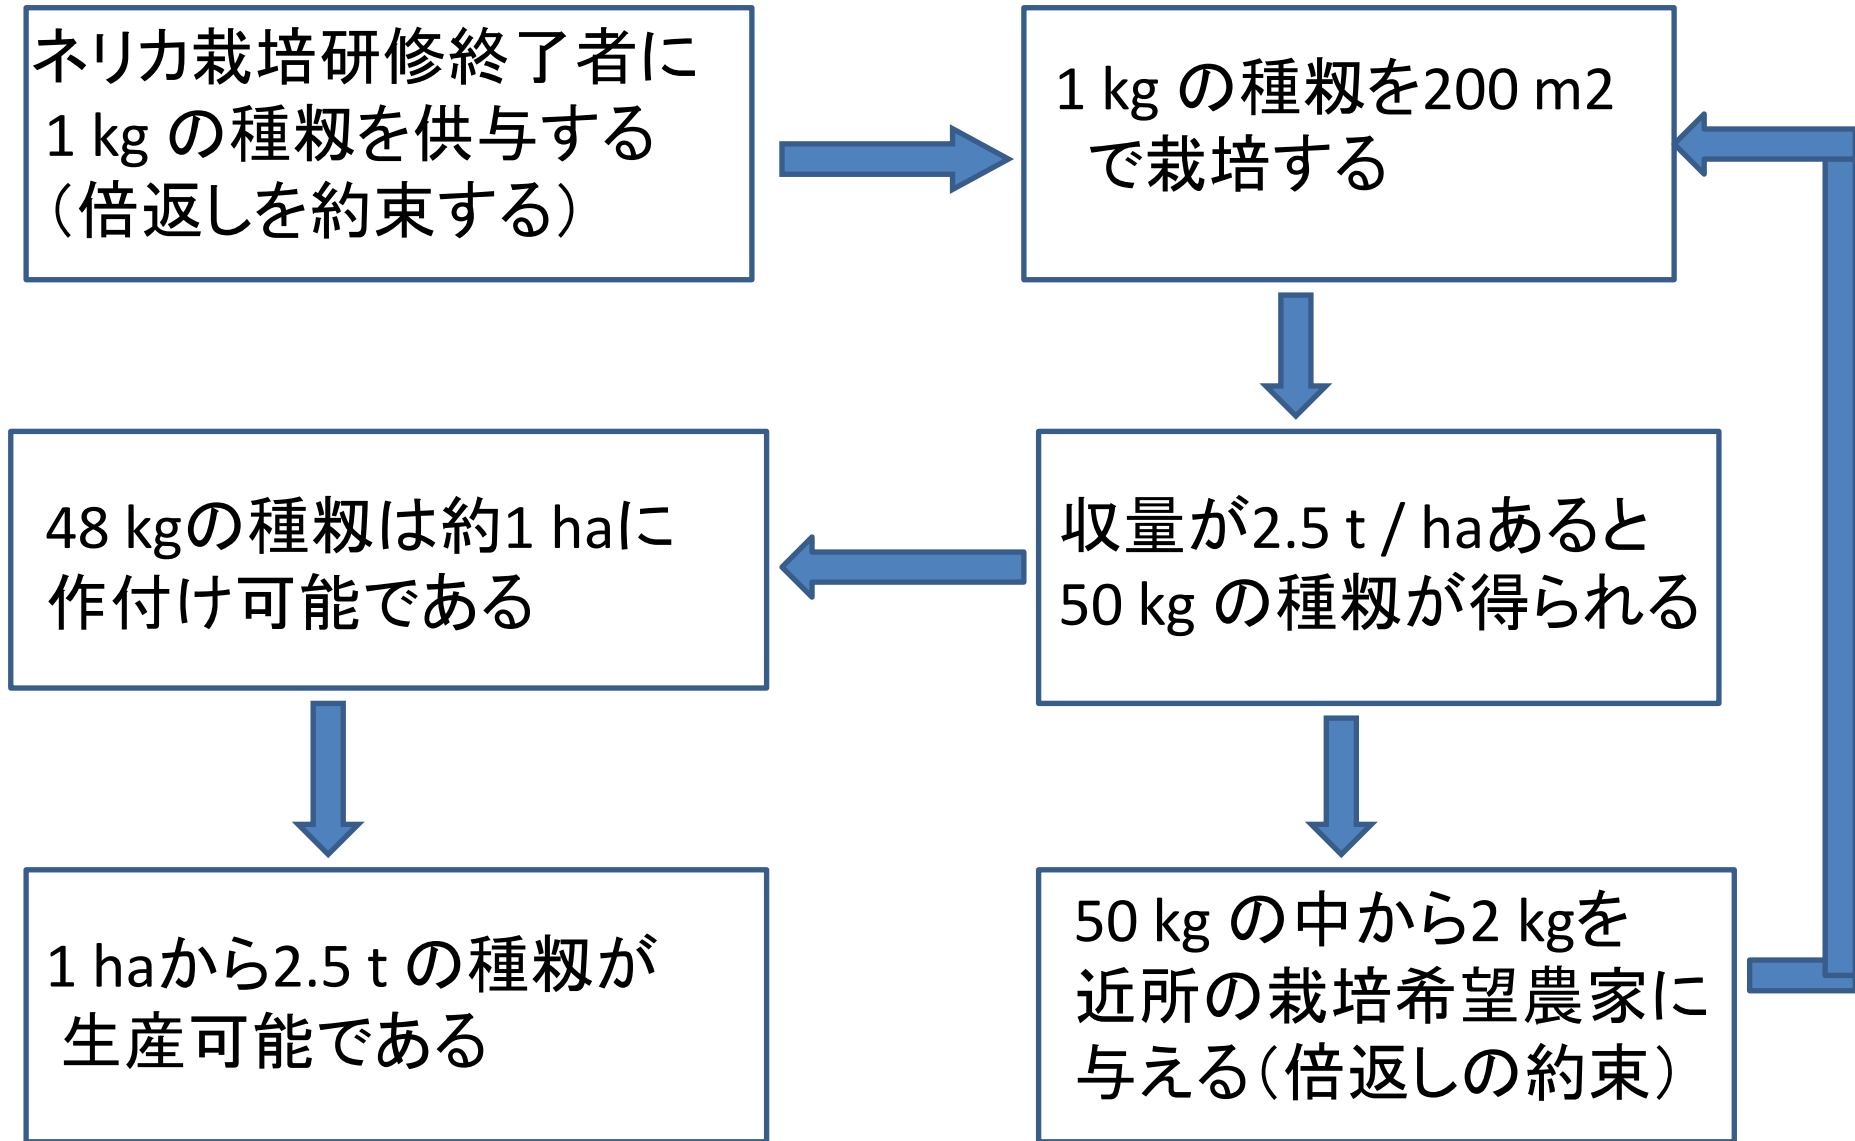 ネリカ栽培研修終了者に
1 kg の種籾を供与する
（倍返しを約束する）
1 kg の種籾を200 m2
で栽培する
収量が2.5 t / haあると
50 kg の種籾が得られる
48 kgの種籾は約1 haに
作付け可能である
1 haから2.5 t の種籾が
生産可能である
50 kg の中から2 kgを
近所の栽培希望農家に
与える（倍返しの約束）